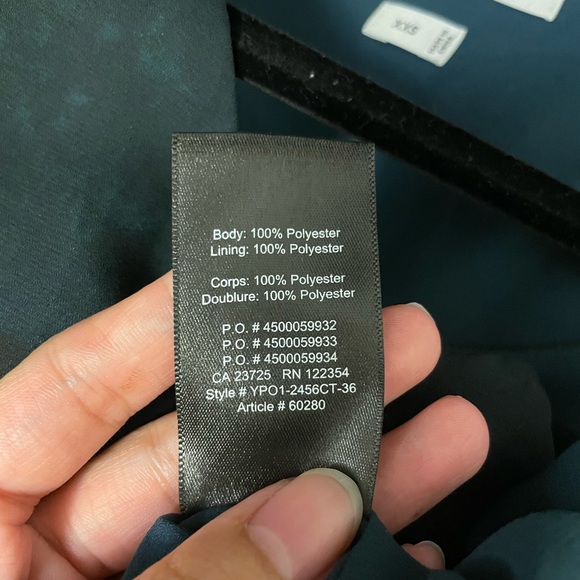 Body: 100% Polyester
Lining: 100% Polyester
Corps: 100% Polyester
Doublure: 100% Polyester
P.O. # 4500059932
P.O. # 4500059933
P.O. # 4500059934
CA 23725 RN 122354
Style # YPO1-2456CT-36
Article # 60280